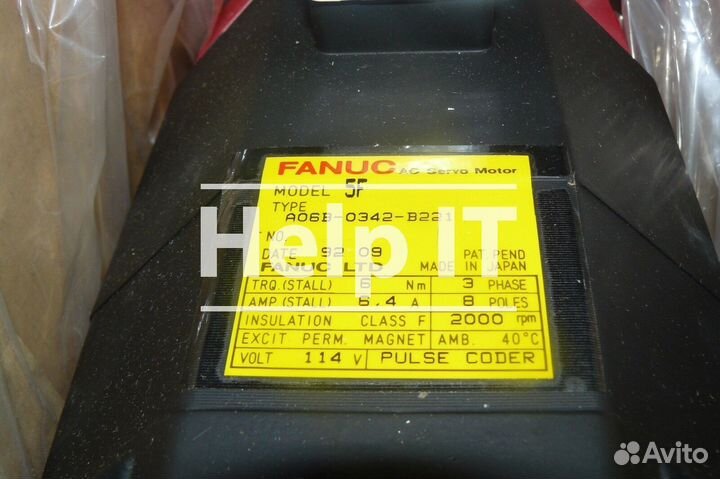 FANUC AC Servo Motor
MODEL 5F
TYPE
A06B-0342-B221
NO.
DATE 92 09
PAT. PEND
FANUC LTD MADE IN JAPAN
TRQ.(STALL) 6 Nm 3 PHASE
AMP.(STALL) 6,4 A 8 POLES
INSULATION CLASS F 2000 rpm
EXCIT. PERM. MAGNET AMB. 40°C
VOLT 114 V PULSE CODER
Help IT
Avito